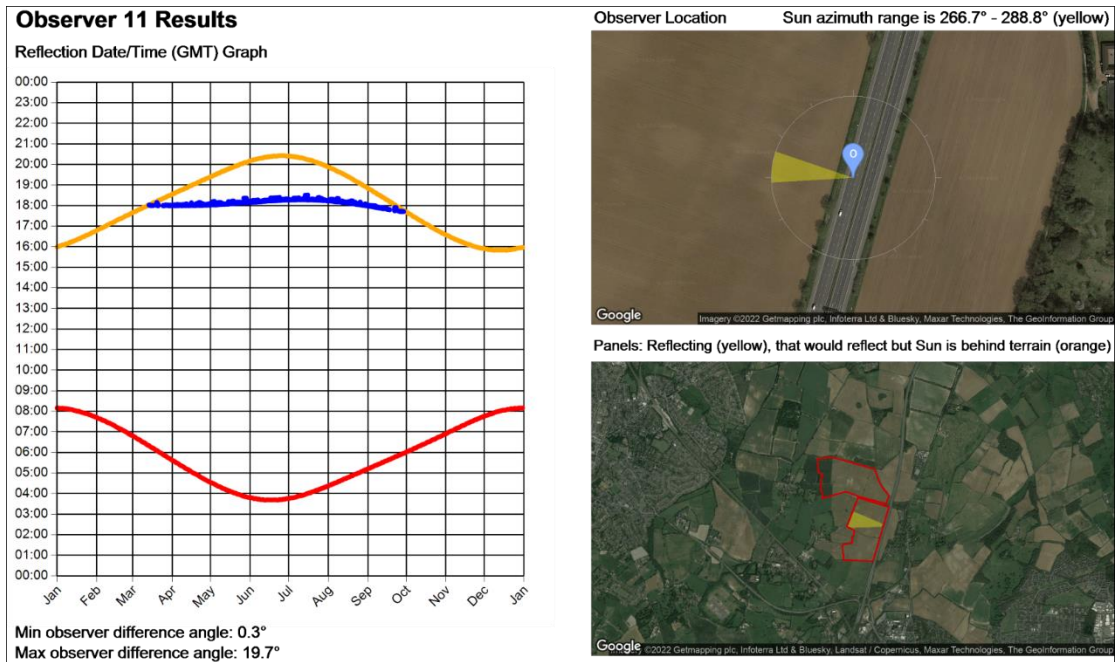 Observer 11 Results
Reflection Date/Time (GMT) Graph
00:00
23:00
22:00
21:00
20:00
19:00
18:00
17:00
16:00
15:00
14:00
13:00
12:00
11:00
10:00
09:00
08:00
07:00
06:00
05:00
04:00
03:00
02:00
01:00
00:00
Jan Feb Mar Apr May Jun Jul Aug Sep Oct Nov Dec Jan
Min observer difference angle: 0.3°
Max observer difference angle: 19.7°
Observer Location Sun azimuth range is 266.7° - 288.8° (yellow)
O
Google
Imagery ©2022 Getmapping plc, Infoterra Ltd & Bluesky, Maxar Technologies, The GeoInformation Group
Panels: Reflecting (yellow), that would reflect but Sun is behind terrain (orange)
Google
©2022 Getmapping plc, Infoterra Ltd & Bluesky, Landsat / Copernicus, Maxar Technologies, The GeoInformation Group